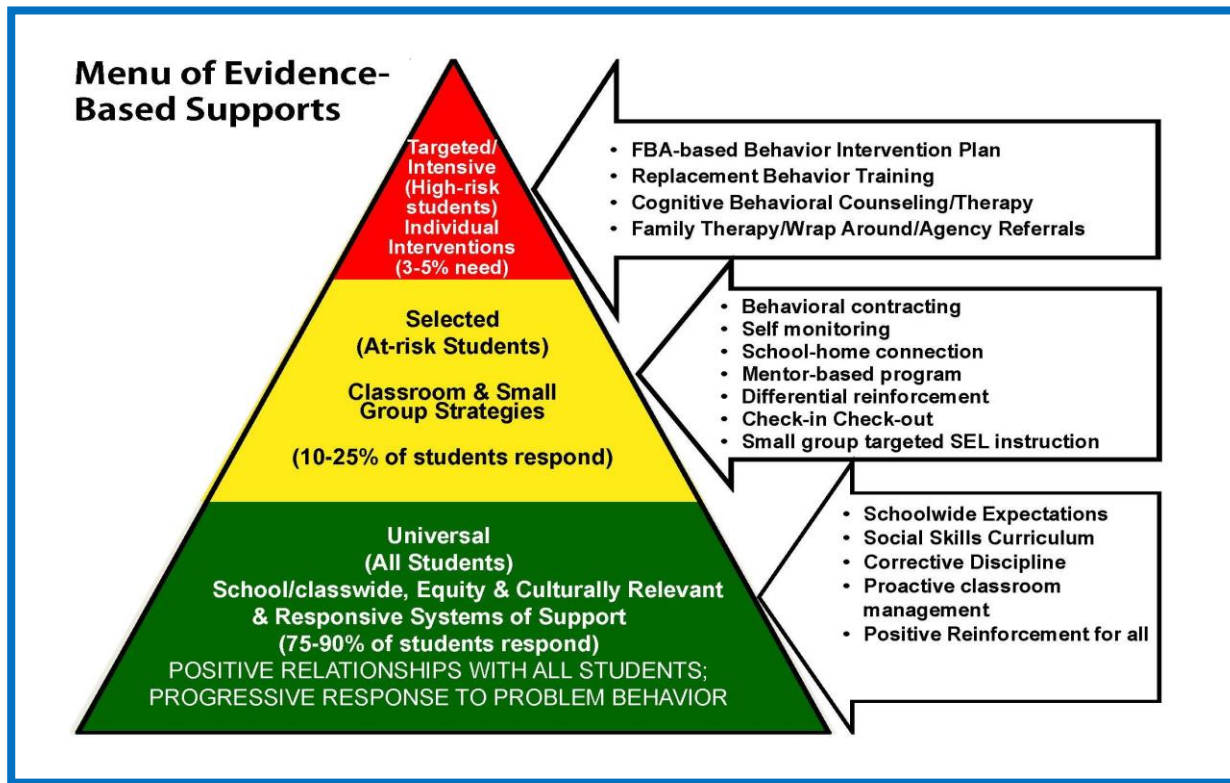 Menu of Evidence-
Based Supports
Targeted/
Intensive
(High-risk
students)
Individual
Interventions
(3-5% need)
• FBA-based Behavior Intervention Plan
• Replacement Behavior Training
• Cognitive Behavioral Counseling/Therapy
• Family Therapy/Wrap Around/Agency Referrals
Selected
(At-risk Students)
Classroom & Small
Group Strategies
(10-25% of students respond)
• Behavioral contracting
• Self monitoring
• School-home connection
• Mentor-based program
• Differential reinforcement
• Check-in Check-out
• Small group targeted SEL instruction
Universal
(All Students)
School/classwide, Equity & Culturally Relevant
& Responsive Systems of Support
(75-90% of students respond)
POSITIVE RELATIONSHIPS WITH ALL STUDENTS;
PROGRESSIVE RESPONSE TO PROBLEM BEHAVIOR
• Schoolwide Expectations
• Social Skills Curriculum
• Corrective Discipline
• Proactive classroom
management
• Positive Reinforcement for all